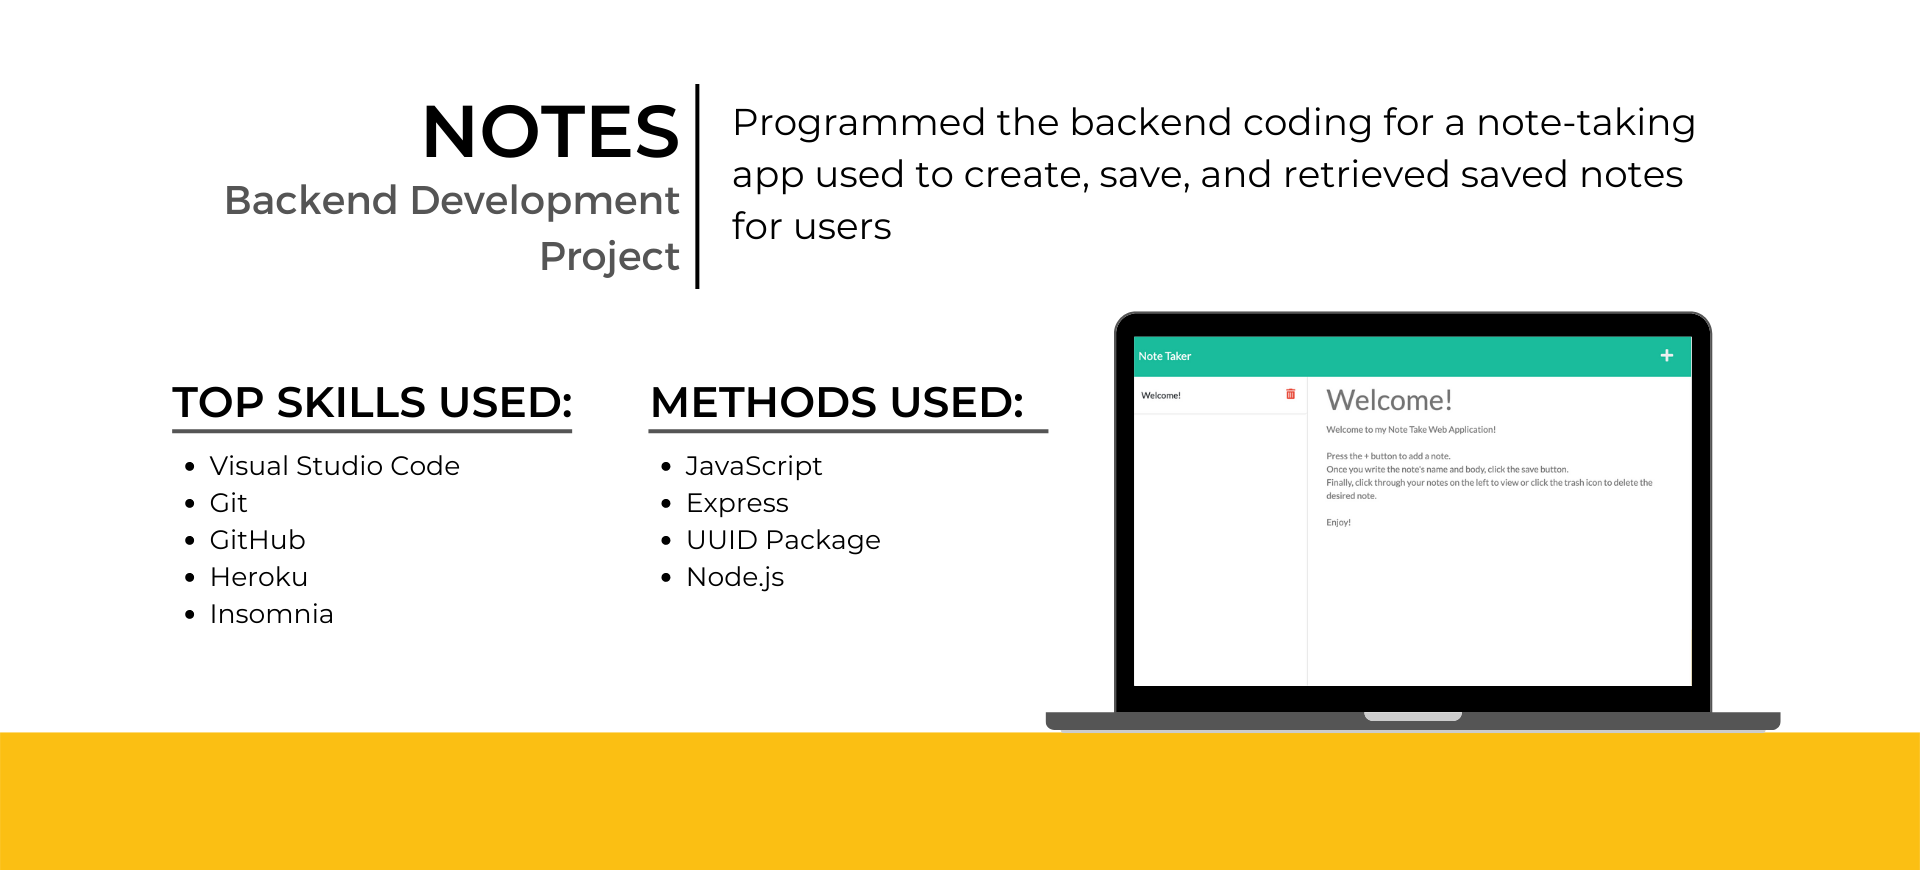 NOTES
Backend Development
Project
Programmed the backend coding for a note-taking
app used to create, save, and retrieved saved notes
for users
TOP SKILLS USED:
Visual Studio Code
Git
GitHub
Heroku
Insomnia
METHODS USED:
JavaScript
Express
UUID Package
Node.js
Note Taker
Welcome!
Welcome!
Welcome to my Note Take Web Application!
Press the + button to add a note.
Once you write the note's name and body, click the save button.
Finally, click through your notes on the left to view or click the trash icon to delete the
desired note.
Enjoy!